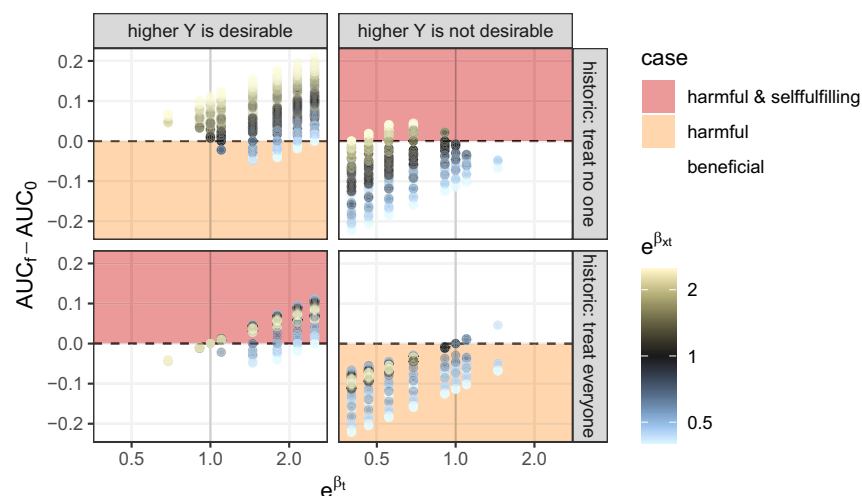 higher Y is desirable
higher Y is not desirable
0.2
0.1
0.0
−0.1
−0.2
historic: treat no one
0.2
0.1
0.0
−0.1
−0.2
historic: treat everyone
0.5
1.0
2.0
0.5
1.0
2.0
AUC_f − AUC_0
e^{β_t}
case
harmful & selffulfilling
harmful
beneficial
e^{β_{xt}}
2
1
0.5